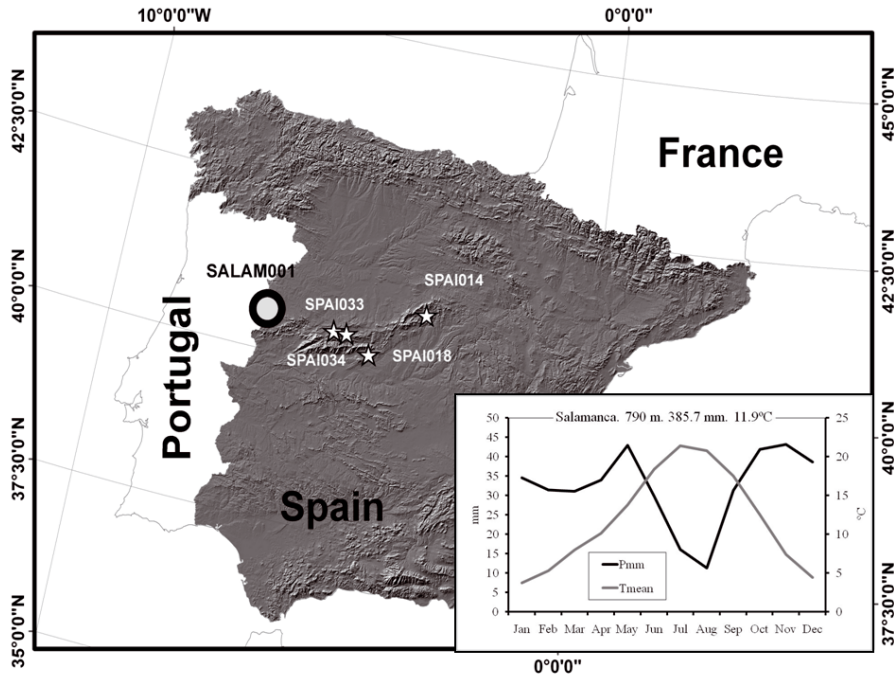 10°0'0"W
0°0'0"
42°30'0"N
45°0'0"N
France
SALAM001
SPAI014
40°0'0"N
42°30'0"N
SPAI033
Portugal
SPAI034
SPAI018
37°30'0"N
40°0'0"N
Spain
35°0'0"N
37°30'0"N
0°0'0"
Salamanca. 790 m. 385.7 mm. 11.9ºC
50
45
40
35
30
25
20
15
10
5
0
mm
25
20
15
10
5
0
ºC
Pmm
Tmean
Jan Feb Mar Apr May Jun Jul Aug Sep Oct Nov Dec